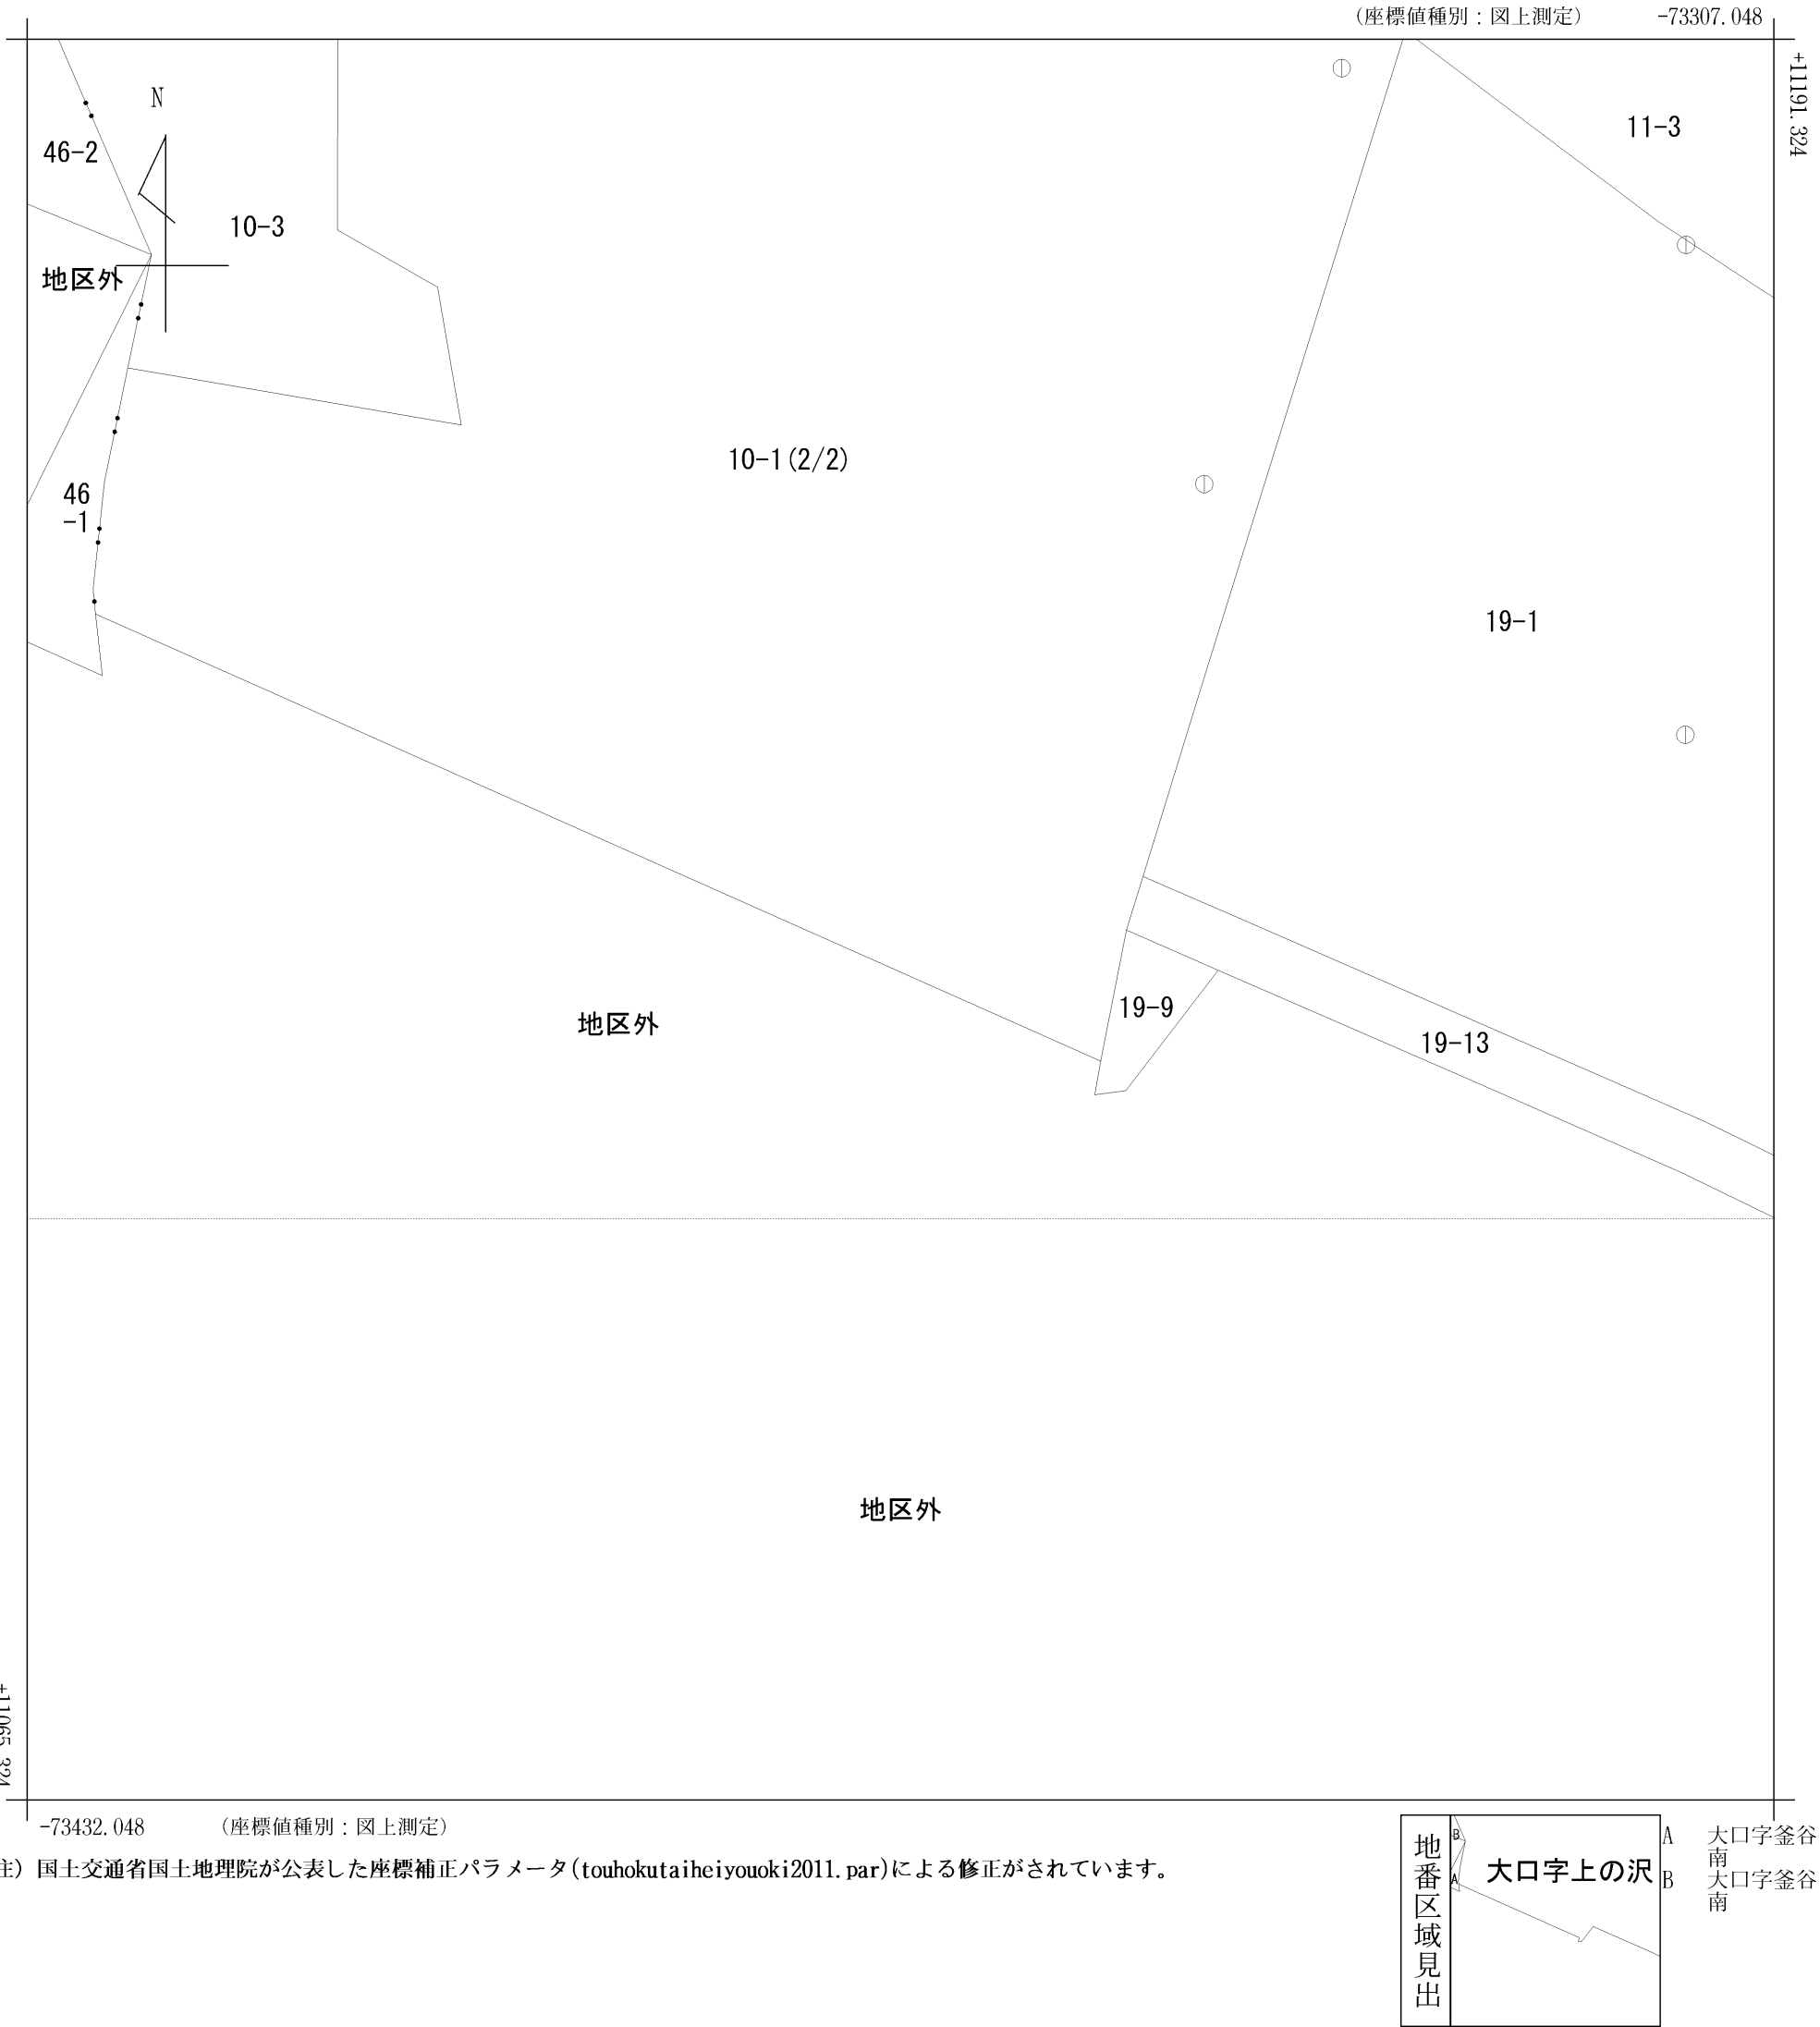 （座標値種別：図上測定） -73307.048
+11191.324
N
11-3
46-2
10-3
地区外
10-1(2/2)
46
-1
19-1
19-9
地区外
19-13
地区外
+11065.324
-73432.048 （座標値種別：図上測定）
注）国土交通省国土地理院が公表した座標補正パラメータ(touhokutaiheiyouoki2011.par)による修正がされています。
地番区域見出
B
A
大口字上の沢
A 大口字釜谷
南
B 大口字釜谷
南